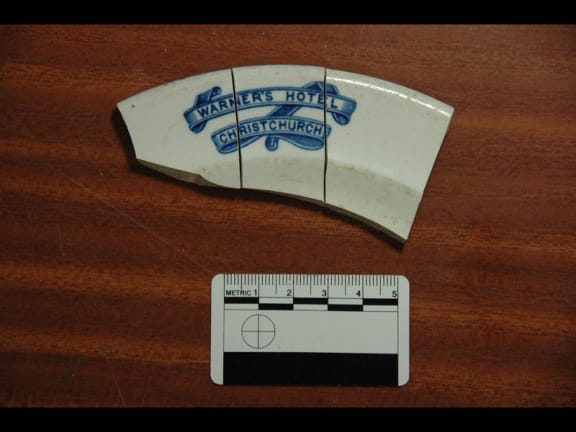 WARNER'S HOTEL
CHRISTCHURCH
METRIC 1 2 3 4 5